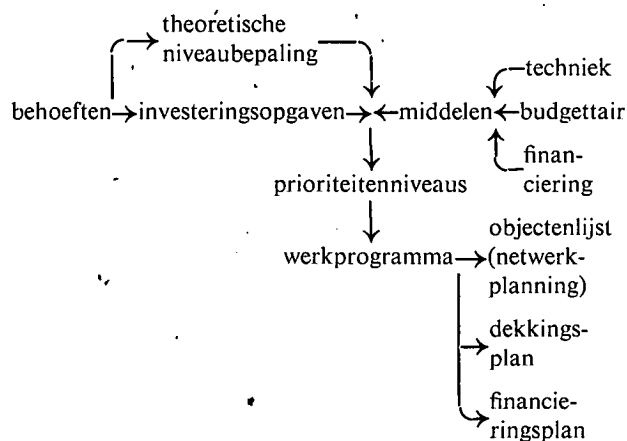 theoretische
niveaubepaling
techniek
behoeften investeringsopgaven middelen budgettair
finan-
ciering
prioriteitenniveaus
objectenlijst
werkprogramma (netwerk-
planning)
dekkings-
plan
financie-
ringsplan